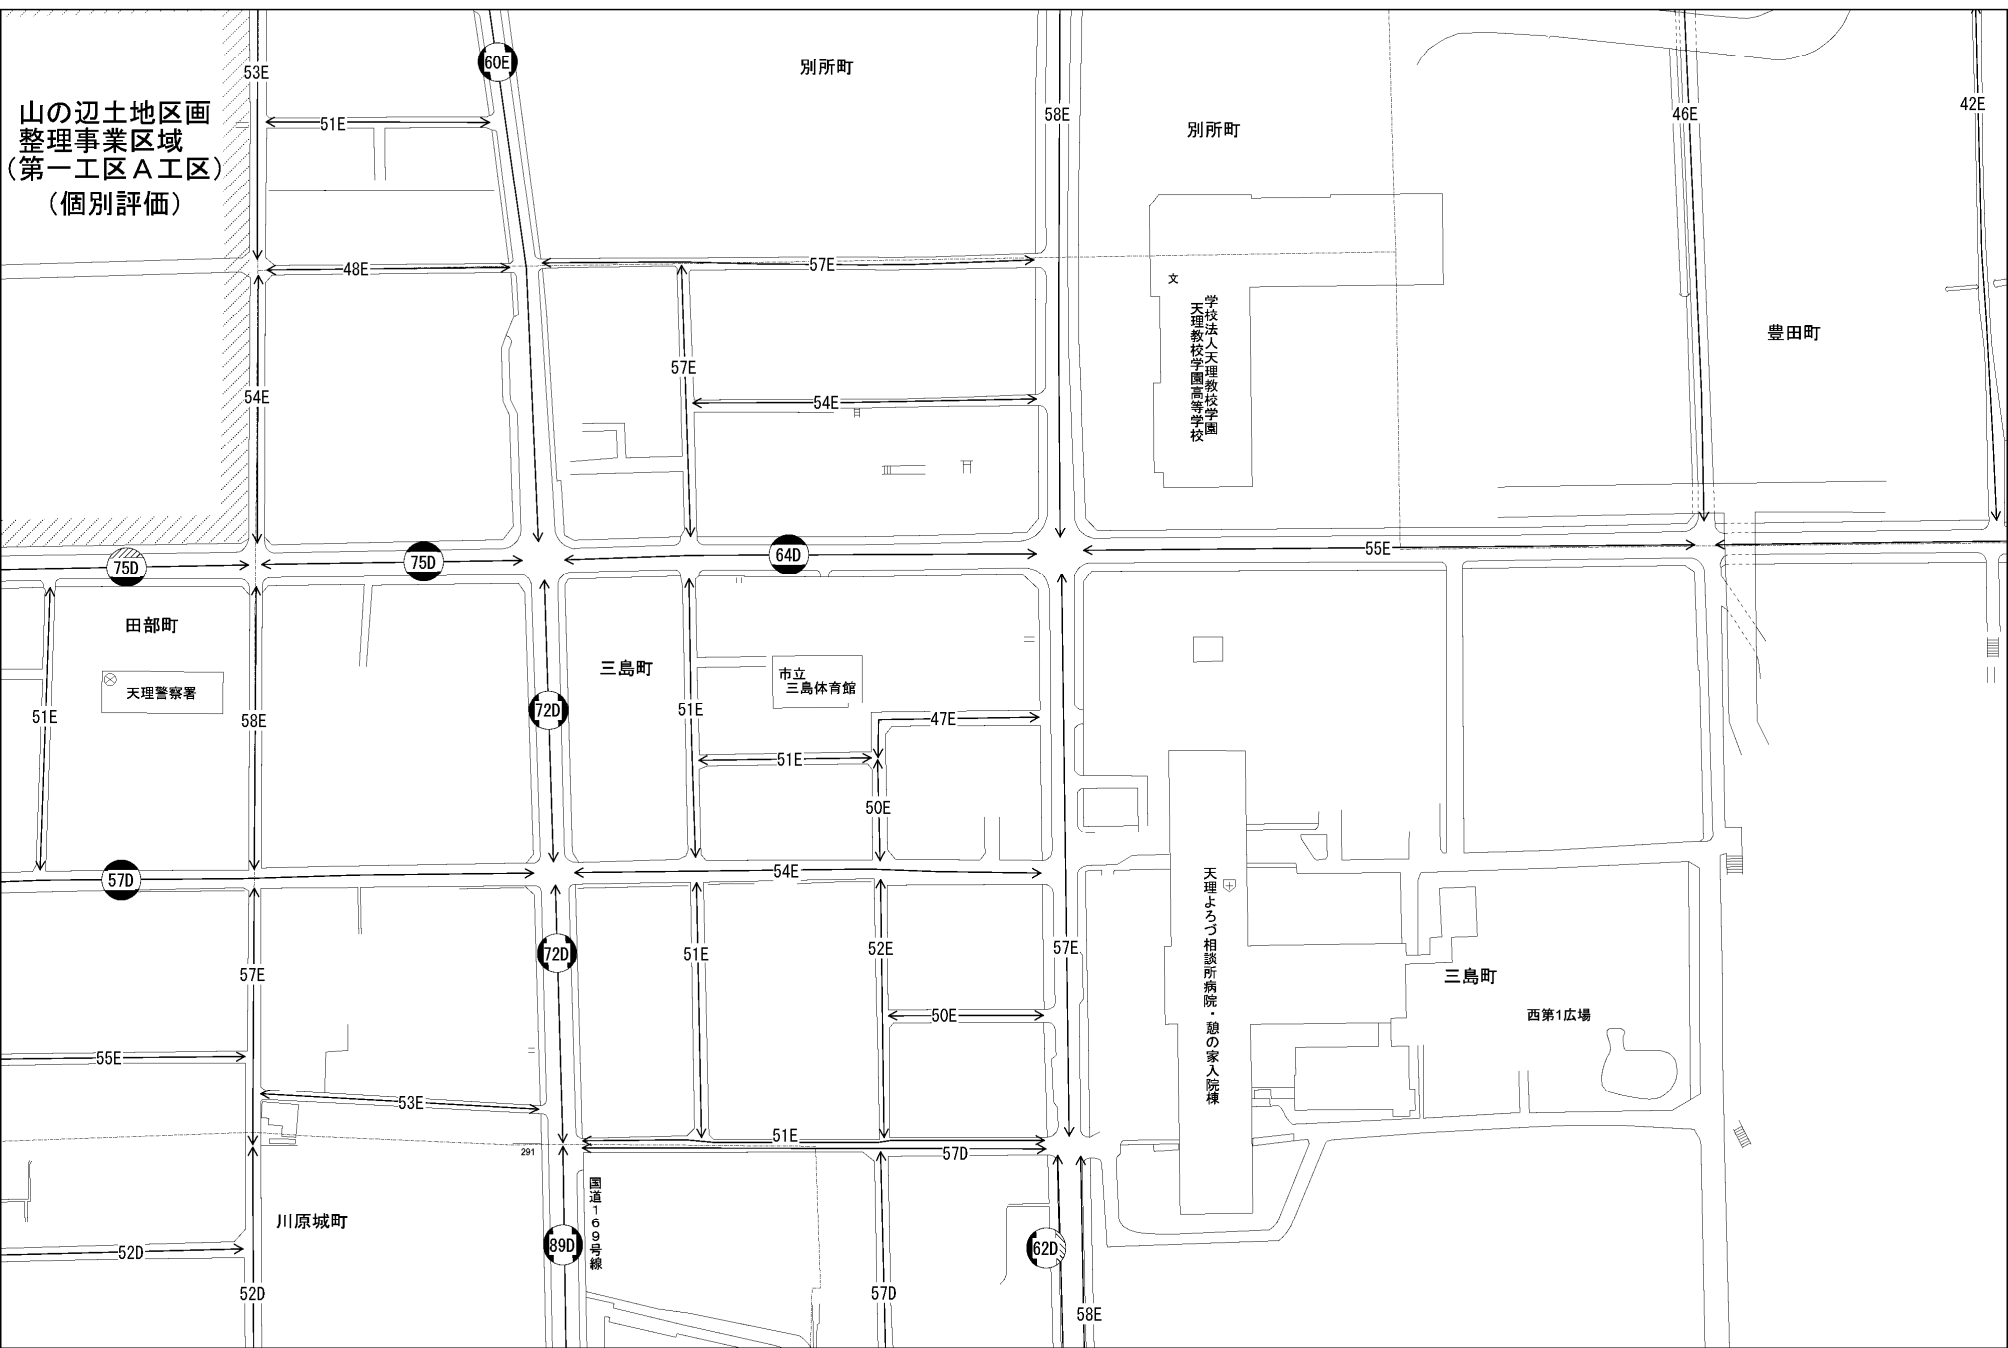 53E
60E
別所町
58E
別所町
46E
42E
山の辺土地区画
整理事業区域
(第一工区A工区)
(個別評価)
51E
48E
57E
文
学校法人天理教校学園
天理教校学園高等学校
豊田町
54E
57E
54E
75D
75D
64D
55E
田部町
天理警察署
三島町
市立
三島体育館
51E
58E
72D
51E
47E
51E
50E
57D
54E
天理よろづ相談所病院・憩の家入院棟
57E
72D
51E
52E
57E
三島町
西第1広場
50E
55E
53E
51E
291
57D
国道169号線
川原城町
52D
89D
62D
52D
57D
58E